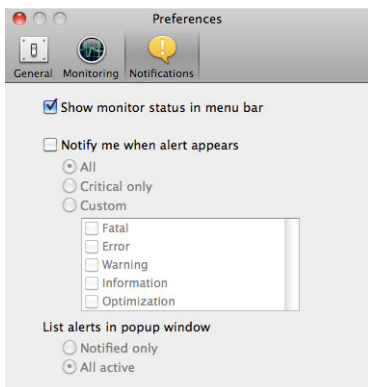 Preferences
General Monitoring Notifications
Show monitor status in menu bar
Notify me when alert appears
All
Critical only
Custom
Fatal
Error
Warning
Information
Optimization
List alerts in popup window
Notified only
All active